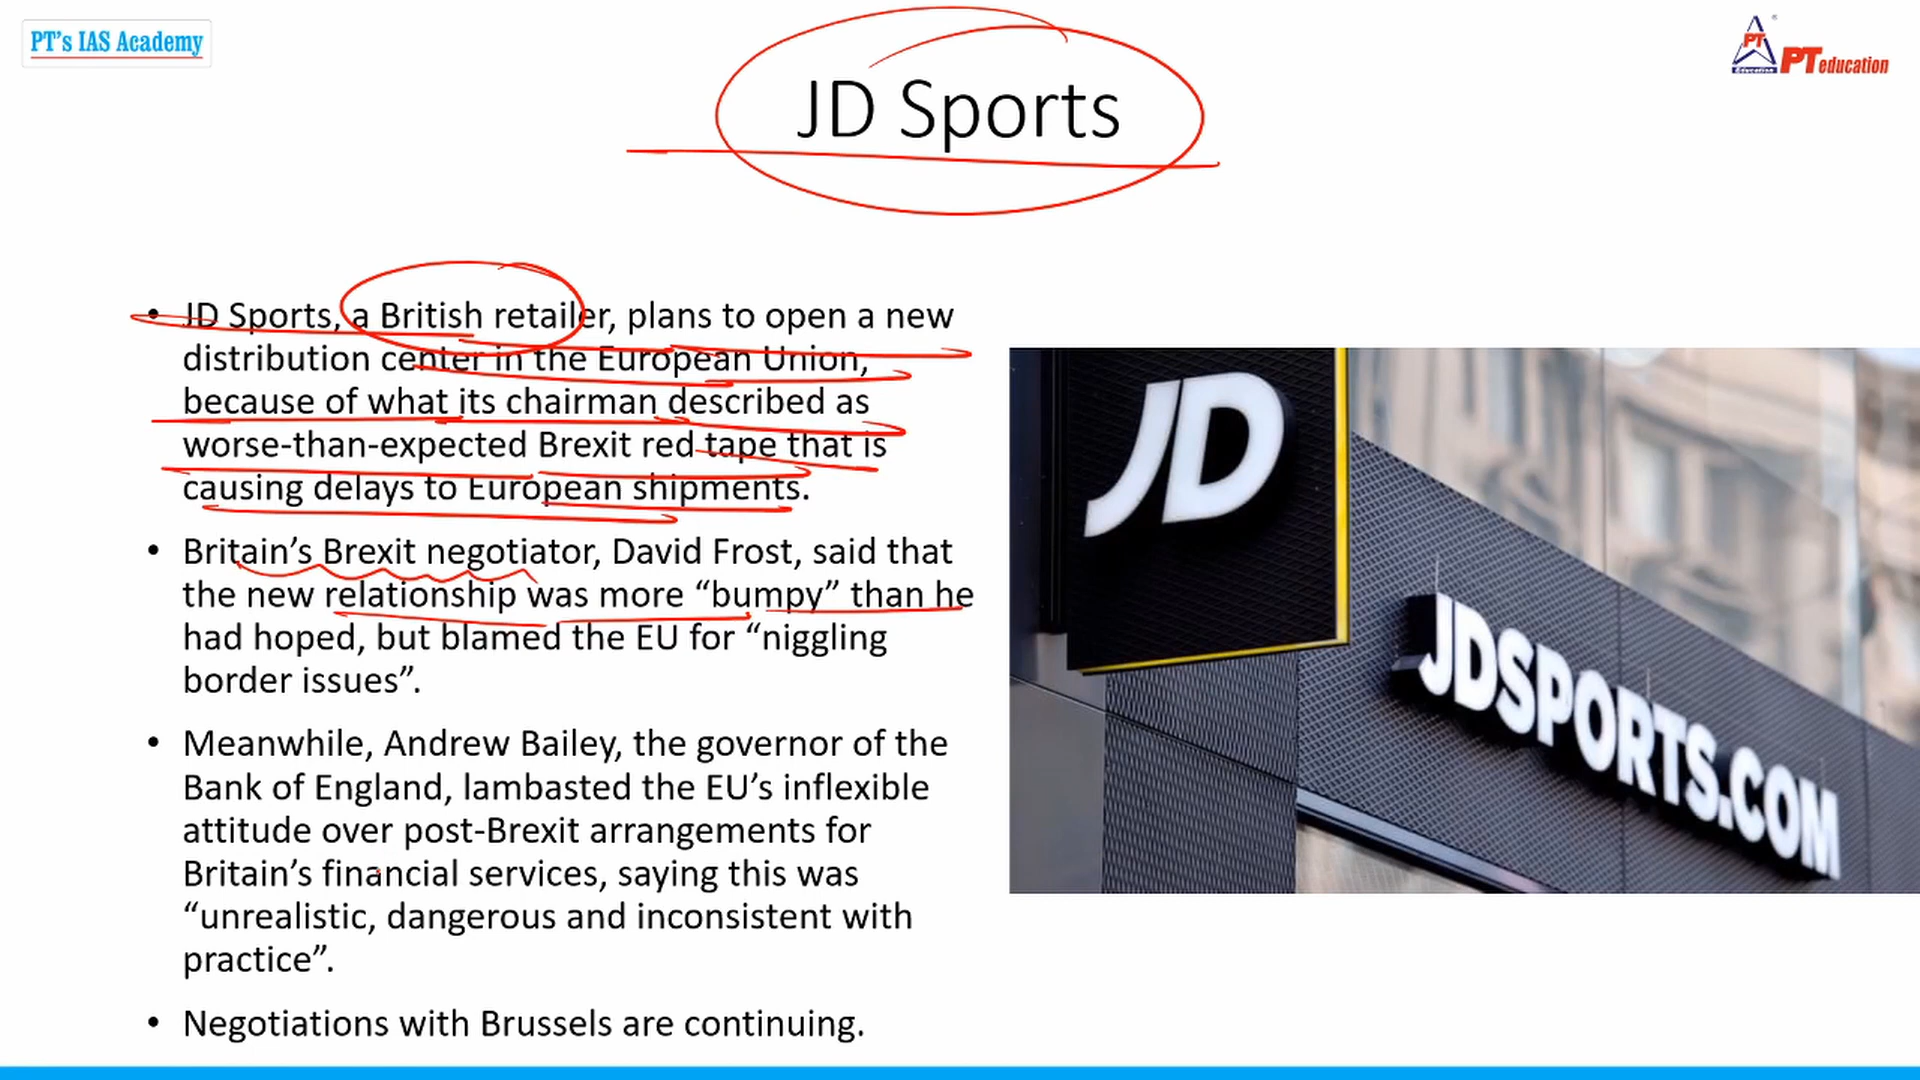 PT's IAS Academy
PT
Education
PT education
JD Sports
• JD Sports, a British retailer, plans to open a new
distribution center in the European Union,
because of what its chairman described as
worse-than-expected Brexit red tape that is
causing delays to European shipments.
• Britain's Brexit negotiator, David Frost, said that
the new relationship was more “bumpy” than he
had hoped, but blamed the EU for “niggling
border issues”.
• Meanwhile, Andrew Bailey, the governor of the
Bank of England, lambasted the EU's inflexible
attitude over post-Brexit arrangements for
Britain's financial services, saying this was
“unrealistic, dangerous and inconsistent with
practice”.
• Negotiations with Brussels are continuing.
JD
JDSPORTS.COM